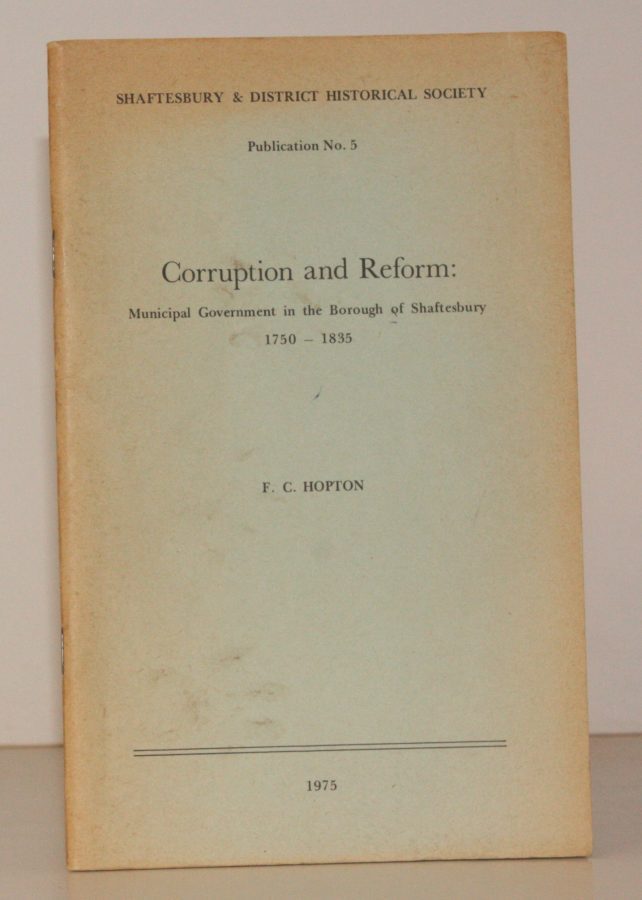 SHAFTESBURY & DISTRICT HISTORICAL SOCIETY
Publication No. 5
Corruption and Reform:
Municipal Government in the Borough of Shaftesbury
1750 – 1835
F. C. HOPTON
1975